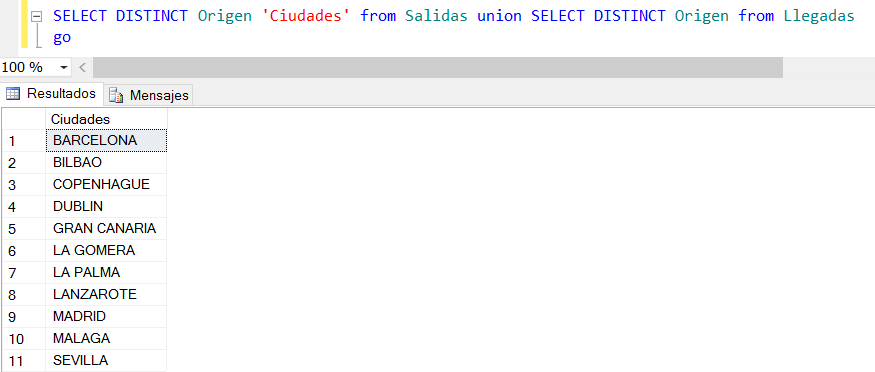 SELECT DISTINCT Origen 'Ciudades' from Salidas union SELECT DISTINCT Origen from Llegadas
go
100 %
Resultados Mensajes
Ciudades
1 BARCELONA
2 BILBAO
3 COPENHAGUE
4 DUBLIN
5 GRAN CANARIA
6 LA GOMERA
7 LA PALMA
8 LANZAROTE
9 MADRID
10 MALAGA
11 SEVILLA